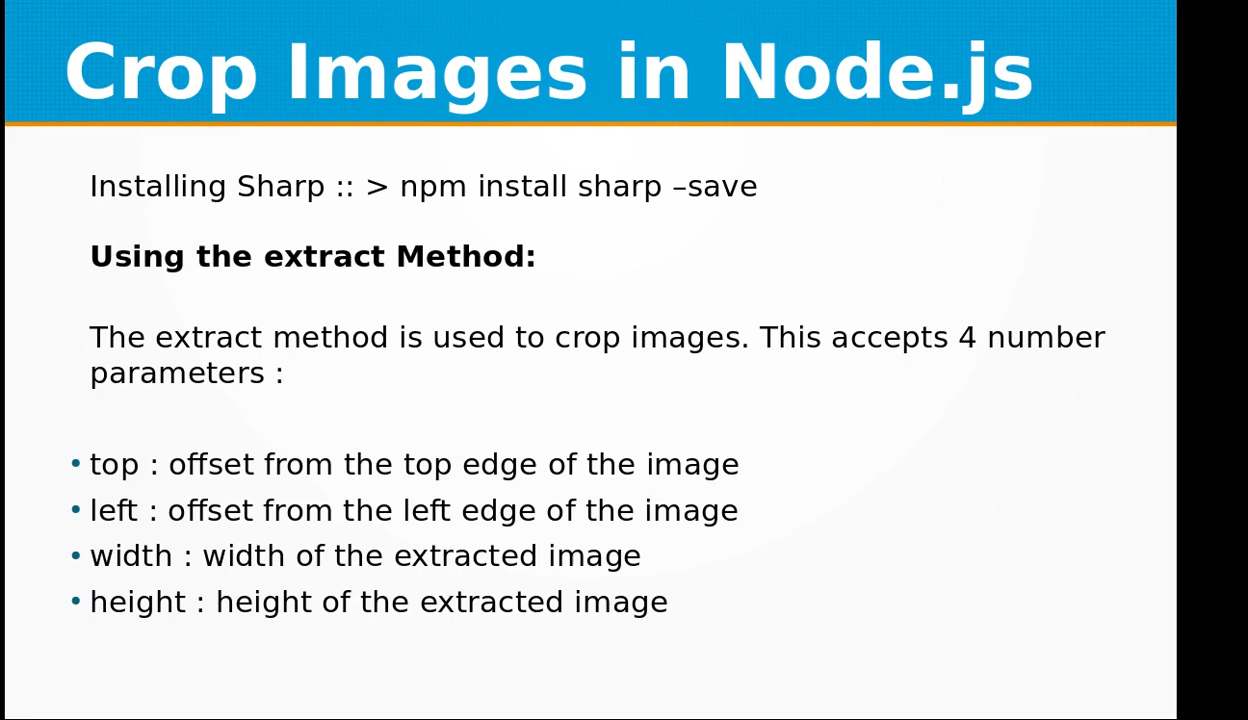 Crop Images in Node.js
Installing Sharp :: > npm install sharp –save
Using the extract Method:
The extract method is used to crop images. This accepts 4 number
parameters :
• top : offset from the top edge of the image
• left : offset from the left edge of the image
• width : width of the extracted image
• height : height of the extracted image